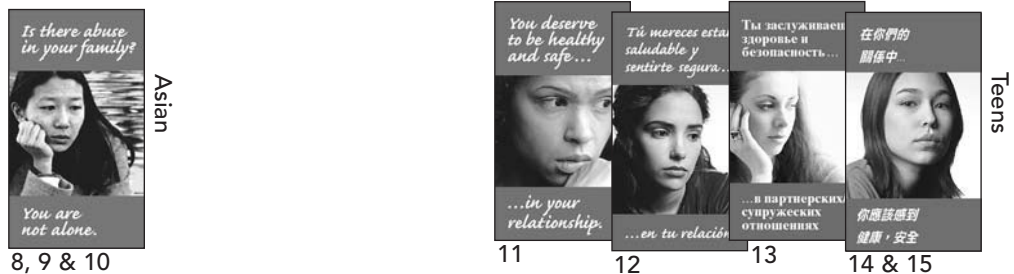 Is there abuse
in your family?
You are
not alone.
8, 9 & 10
Asian
You deserve
to be healthy
and safe...
...in your
relationship.
11
Tú mereces estar
saludable y
sentirte segura...
...en tu relación
12
Ты заслуживаеш
здоровье и
безопасность...
...в партнерских/
супружеских
отношениях
13
在你們的
關係中...
你應該感到
健康，安全
14 & 15
Teens